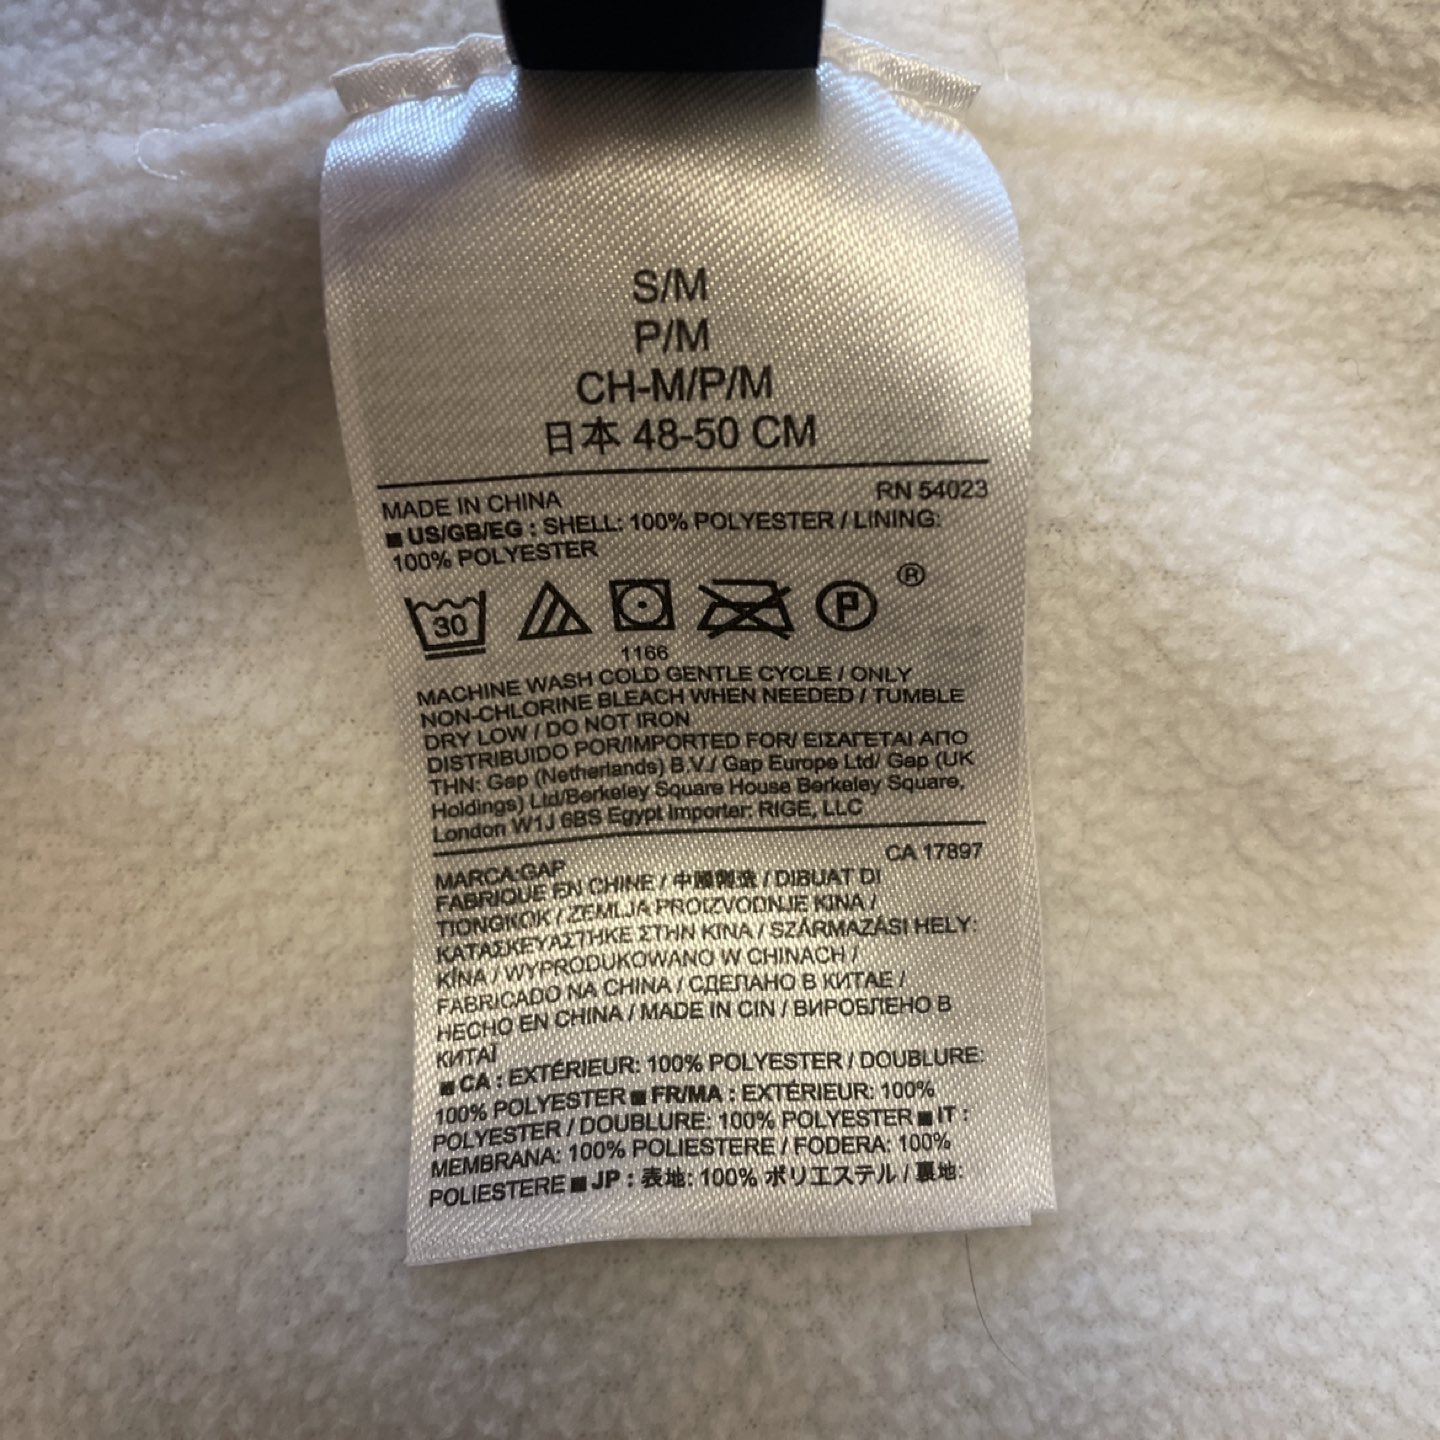 S/M
P/M
CH-M/P/M
日本 48-50 CM
MADE IN CHINA RN 54023
■ US/GB/EG : SHELL: 100% POLYESTER / LINING:
100% POLYESTER
30 P ®
1166
MACHINE WASH COLD GENTLE CYCLE / ONLY
NON-CHLORINE BLEACH WHEN NEEDED / TUMBLE
DRY LOW / DO NOT IRON
DISTRIBUIDO POR/IMPORTED FOR/ ΕΙΣΑΓΕΤΑΙ ΑΠΟ
ΤΗΝ: Gap (Netherlands) B.V./ Gap Europe Ltd/ Gap (UK
Holdings) Ltd/Berkeley Square House Berkeley Square,
London W1J 6BS Egypt Importer: RIGE, LLC
MARCA:GAP CA 17897
FABRIQUE EN CHINE / 中國製造 / DIBUAT DI
TIONGKOK / ZEMLJA PROIZVODNJE KINA /
ΚΑΤΑΣΚΕΥΑΣΤΗΚΕ ΣΤΗΝ ΚΙΝΑ / SZÁRMAZÁSI HELY:
KÍNA / WYPRODUKOWANO W CHINACH /
FABRICADO NA CHINA / СДЕЛАНО В КИТАЕ /
HECHO EN CHINA / MADE IN CIN / ВИРОБЛЕНО В
КИТАЇ
■ CA : EXTÉRIEUR: 100% POLYESTER / DOUBLURE:
100% POLYESTER ■ FR/MA : EXTÉRIEUR: 100%
POLYESTER / DOUBLURE: 100% POLYESTER ■ IT :
MEMBRANA: 100% POLIESTERE / FODERA: 100%
POLIESTERE ■ JP : 表地: 100% ポリエステル / 裏地: